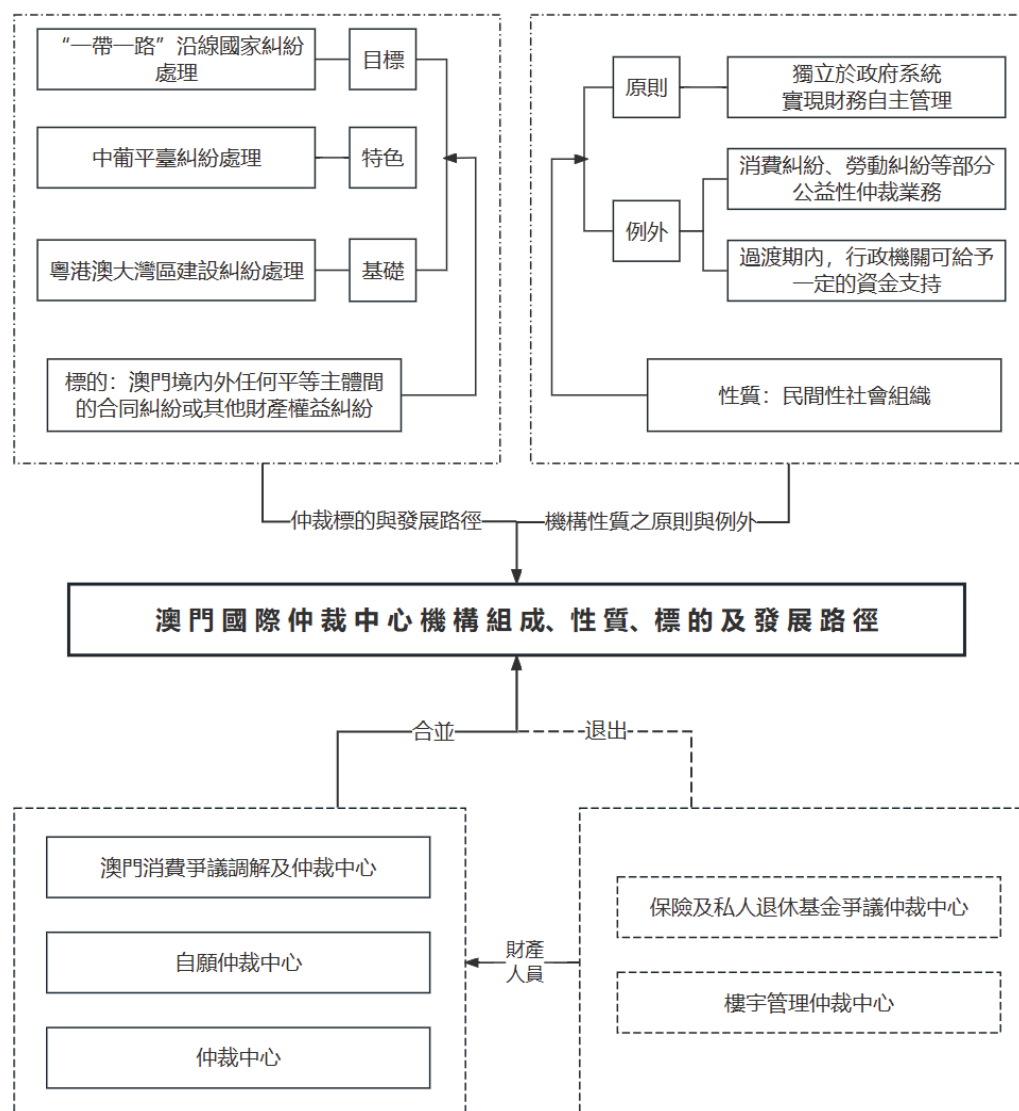 “一帶一路”沿線國家糾紛
處理
目標
中葡平臺糾紛處理
特色
粵港澳大灣區建設糾紛處理
基礎
標的：澳門境內外任何平等主體間
的合同糾紛或其他財產權益糾紛
原則
獨立於政府系統
實現財務自主管理
例外
消費糾紛、勞動糾紛等部分
公益性仲裁業務
過渡期內，行政機關可給予
一定的資金支持
性質：民間性社會組織
仲裁標的與發展路徑
機構性質之原則與例外
澳門國際仲裁中心機構組成、性質、標的及發展路徑
合並
退出
澳門消費爭議調解及仲裁中心
自願仲裁中心
仲裁中心
財產
人員
保險及私人退休基金爭議仲裁中心
樓宇管理仲裁中心